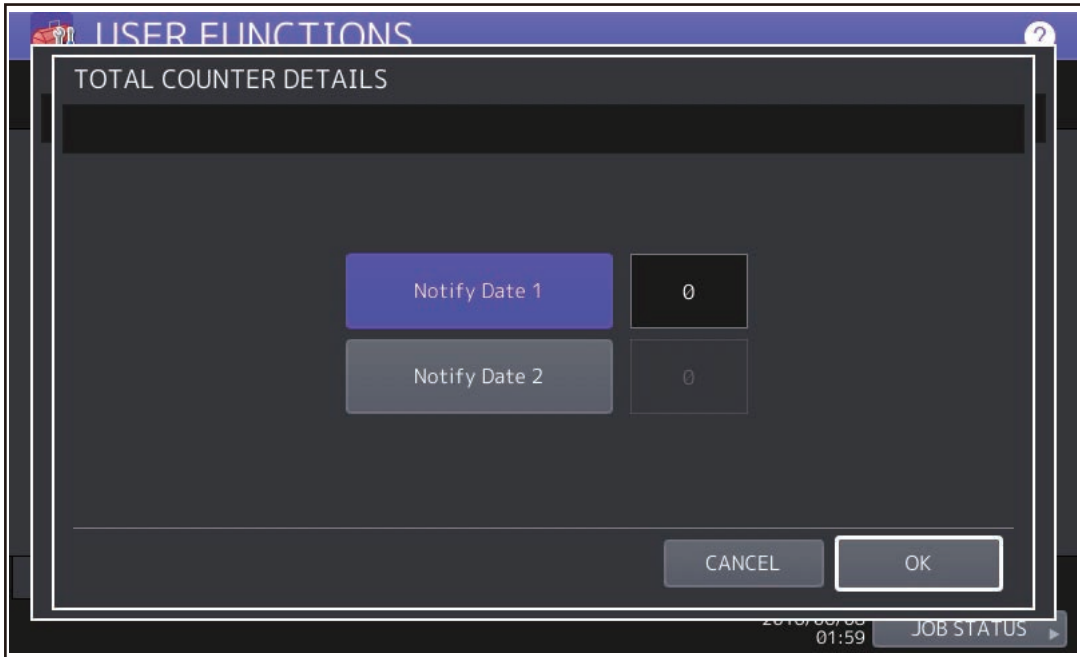 USER FUNCTIONS
?
TOTAL COUNTER DETAILS
Notify Date 1
0
Notify Date 2
0
CANCEL
OK
01:59
JOB STATUS